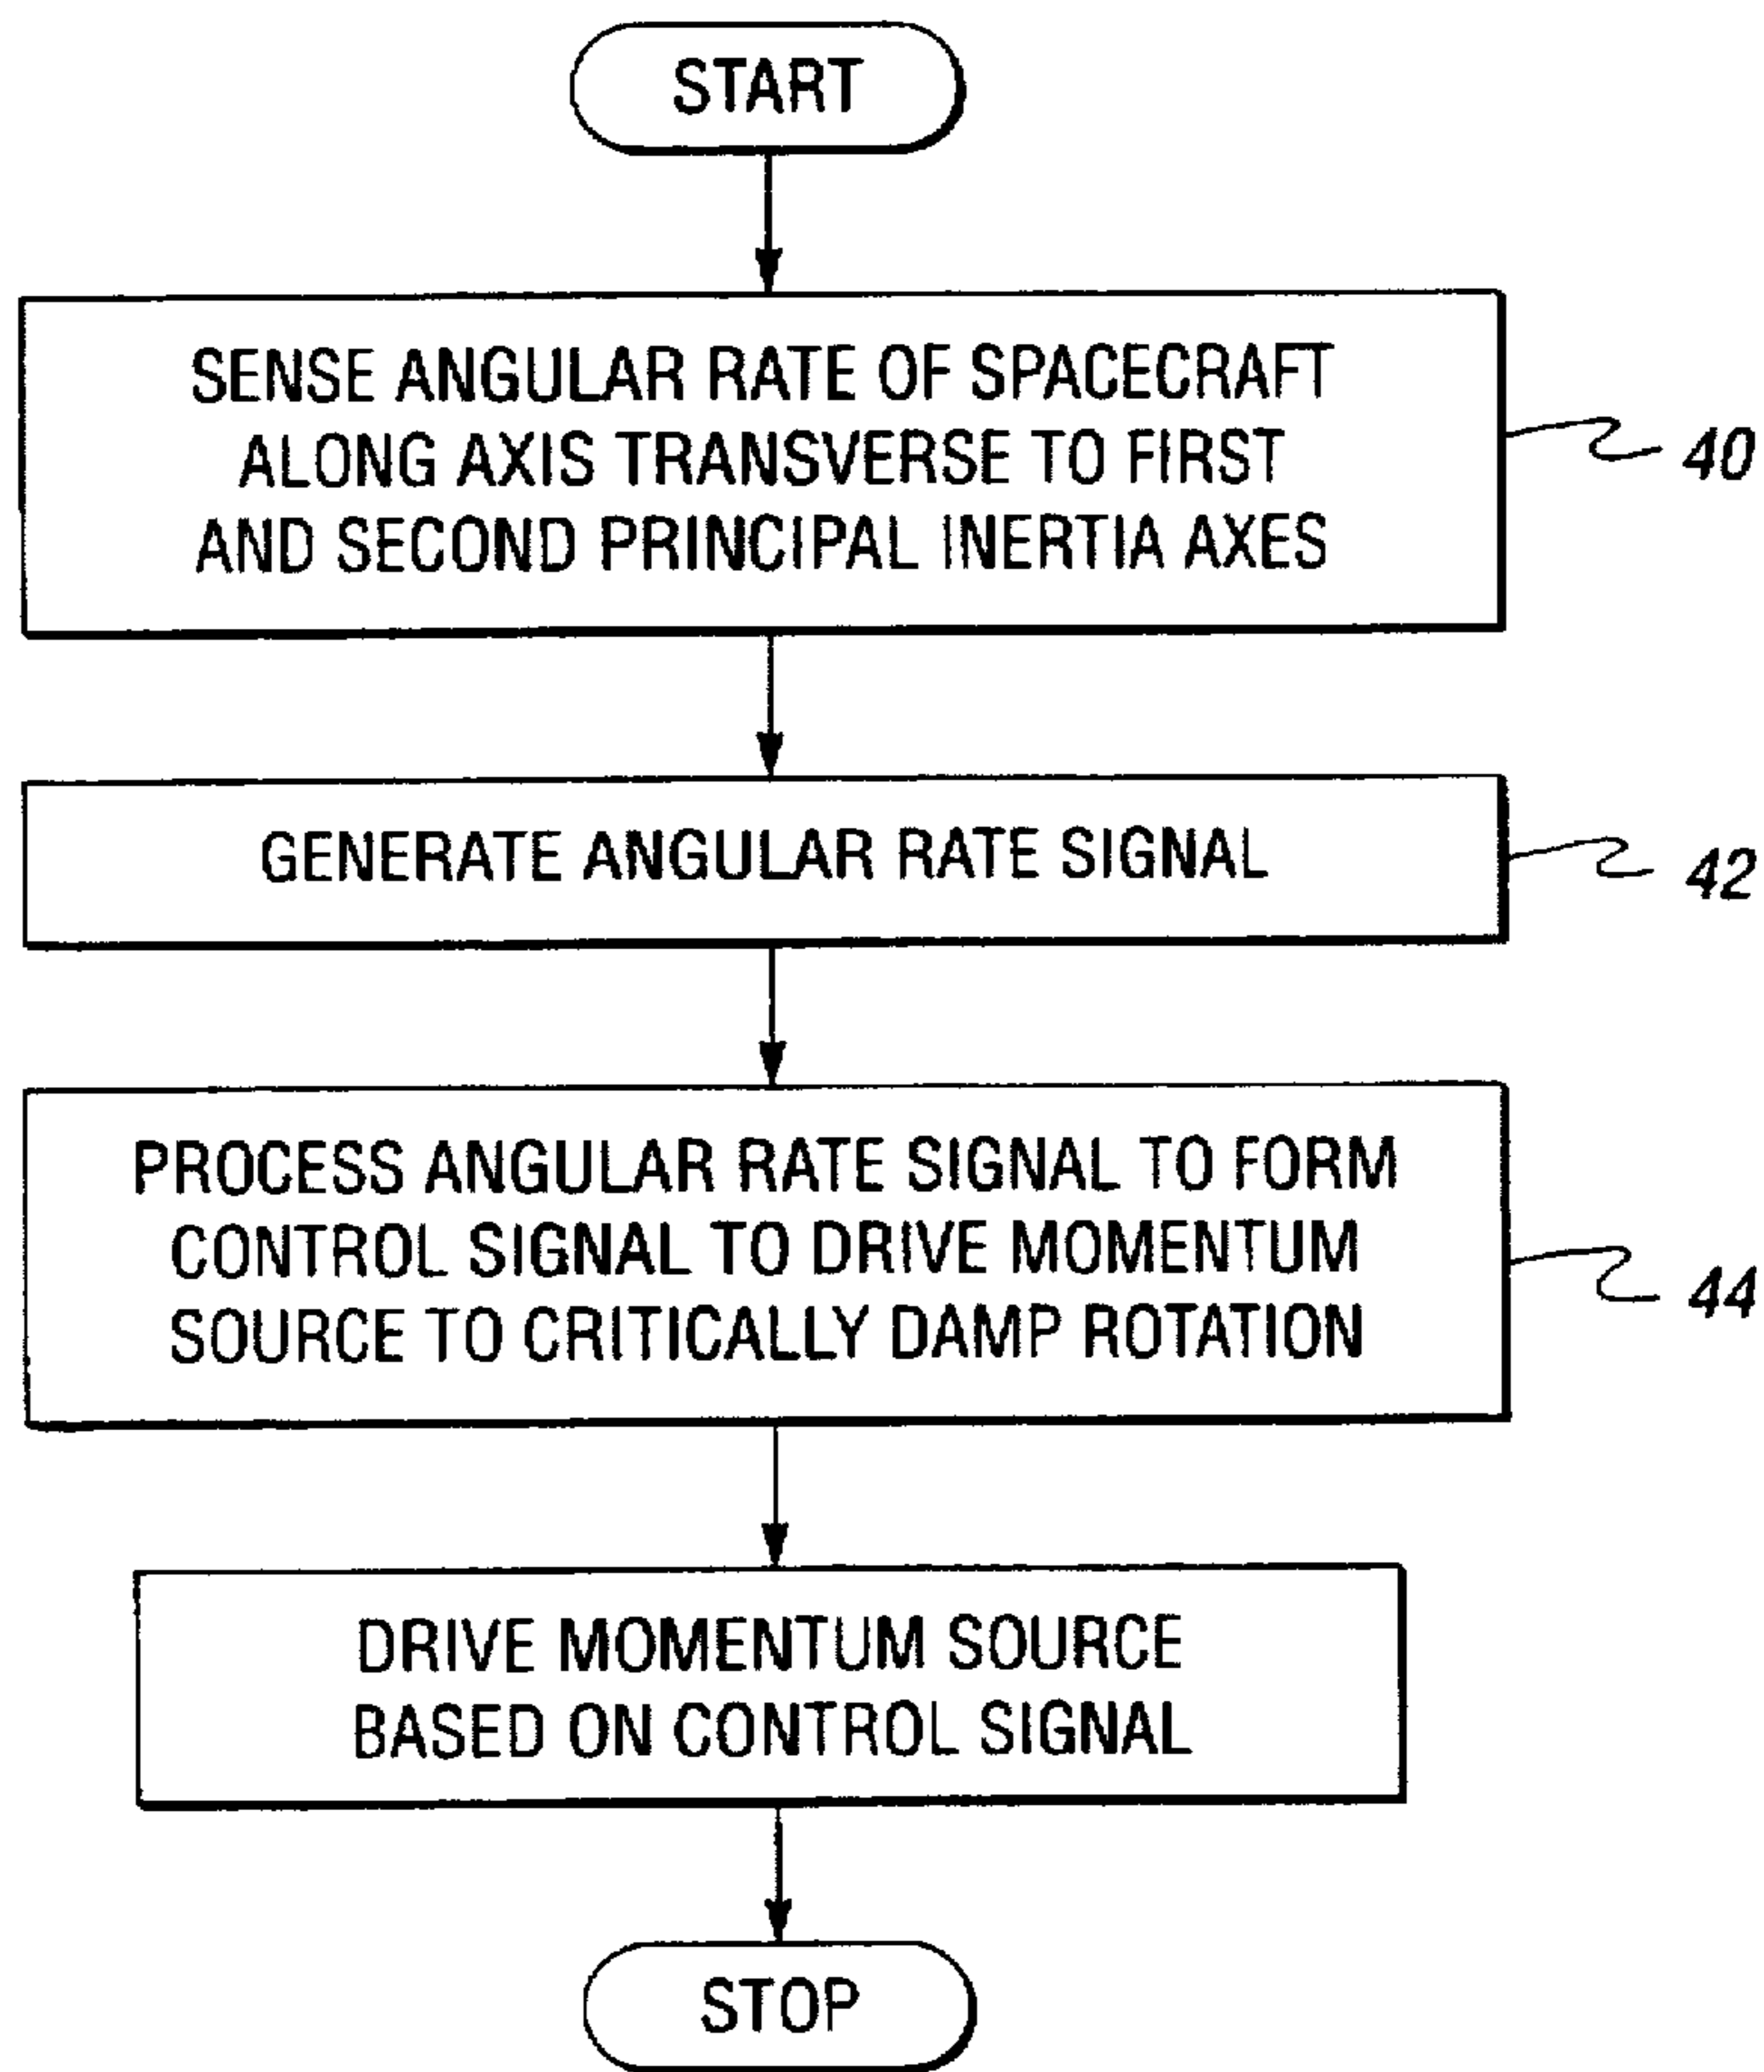 START
SENSE ANGULAR RATE OF SPACECRAFT
ALONG AXIS TRANSVERSE TO FIRST
AND SECOND PRINCIPAL INERTIA AXES
40
GENERATE ANGULAR RATE SIGNAL
42
PROCESS ANGULAR RATE SIGNAL TO FORM
CONTROL SIGNAL TO DRIVE MOMENTUM
SOURCE TO CRITICALLY DAMP ROTATION
44
DRIVE MOMENTUM SOURCE
BASED ON CONTROL SIGNAL
STOP